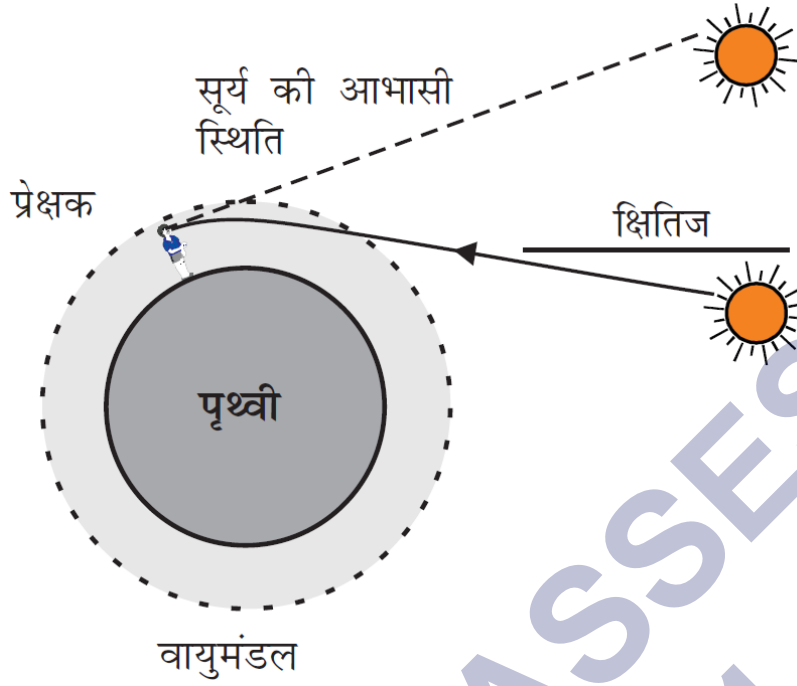 सूर्य की आभासी
स्थिति
प्रेक्षक
क्षितिज
पृथ्वी
वायुमंडल